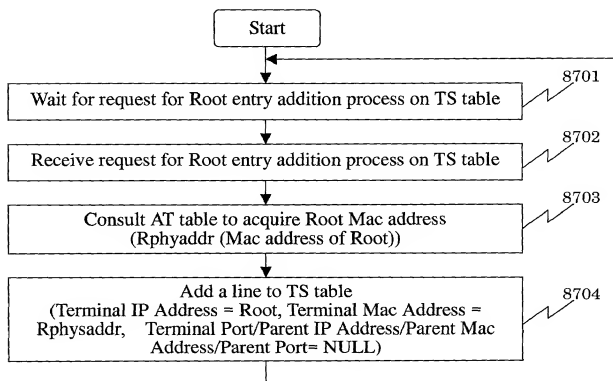 Start
8701
Wait for request for Root entry addition process on TS table
8702
Receive request for Root entry addition process on TS table
8703
Consult AT table to acquire Root Mac address
(Rphyaddr (Mac address of Root))
8704
Add a line to TS table
(Terminal IP Address = Root, Terminal Mac Address =
Rphysaddr, Terminal Port/Parent IP Address/Parent Mac
Address/Parent Port= NULL)